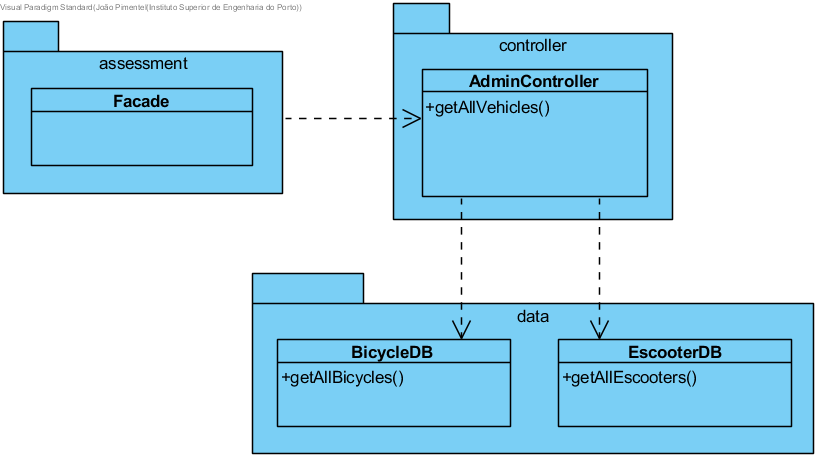 Visual Paradigm Standard(João Pimentel(Instituto Superior de Engenharia do Porto))
assessment
Facade
controller
AdminController
+getAllVehicles()
data
BicycleDB
+getAllBicycles()
EscooterDB
+getAllEscooters()